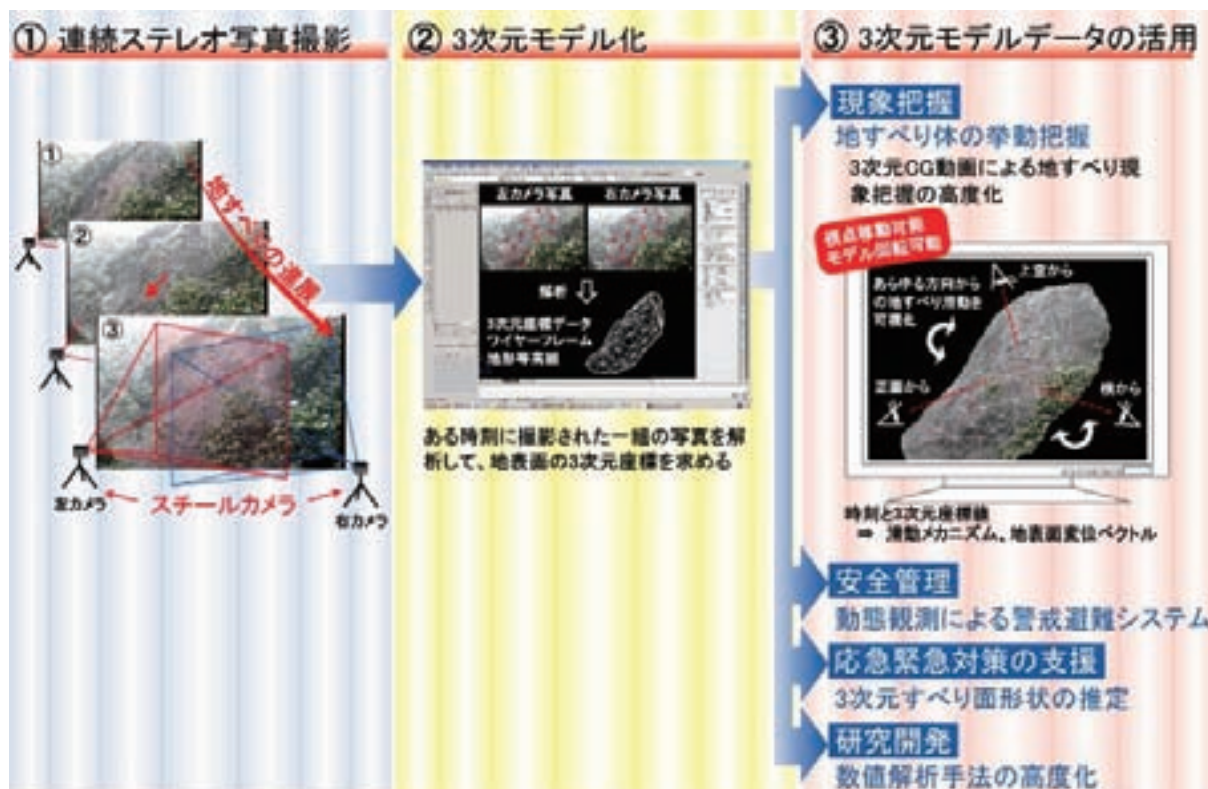 ① 連続ステレオ写真撮影
①
②
③
地すべりの進展
左カメラ
スチールカメラ
右カメラ
② 3次元モデル化
左カメラ写真 右カメラ写真
解析
3次元座標データ
ワイヤーフレーム
地形等高線
ある時刻に撮影された一組の写真を解
析して、地表面の3次元座標を求める
③ 3次元モデルデータの活用
現象把握
地すべり体の挙動把握
3次元CG動画による地すべり現
象把握の高度化
視点移動可能
モデル回転可能
上空から
あらゆる方向から
の地すべり活動を
可視化
正面から
横から
時刻と3次元座標値
⇒ 滑動メカニズム、地表面変位ベクトル
安全管理
動態観測による警戒避難システム
応急緊急対策の支援
3次元すべり面形状の推定
研究開発
数値解析手法の高度化